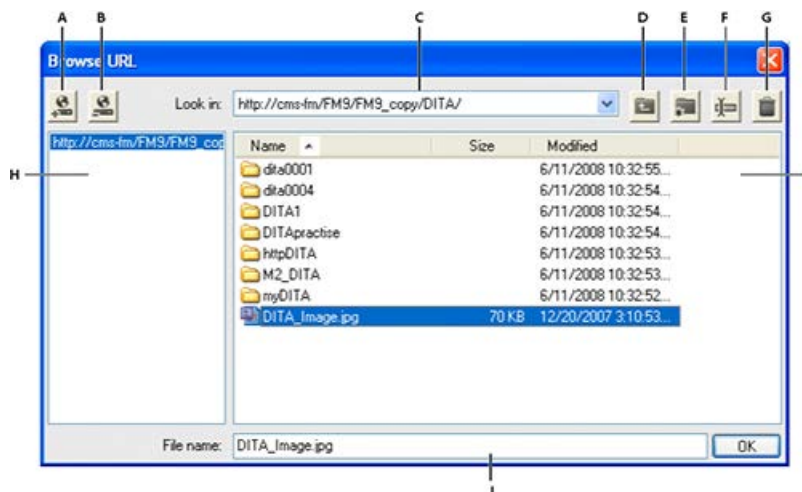 A B C D E F G
Browse URL
Look in: http://cms-fm/FM9/FM9_copy/DITA/
http://cms-fm/FM9/FM9_cop
Name Size Modified
dita0001 6/11/2008 10:32:55...
dita0004 6/11/2008 10:32:54...
DITA1 6/11/2008 10:32:54...
DITApractise 6/11/2008 10:32:54...
httpDITA 6/11/2008 10:32:53...
M2_DITA 6/11/2008 10:32:53...
myDITA 6/11/2008 10:32:52...
DITA_Image.jpg 70 KB 12/20/2007 3:10:53...
H
File name: DITA_Image.jpg OK